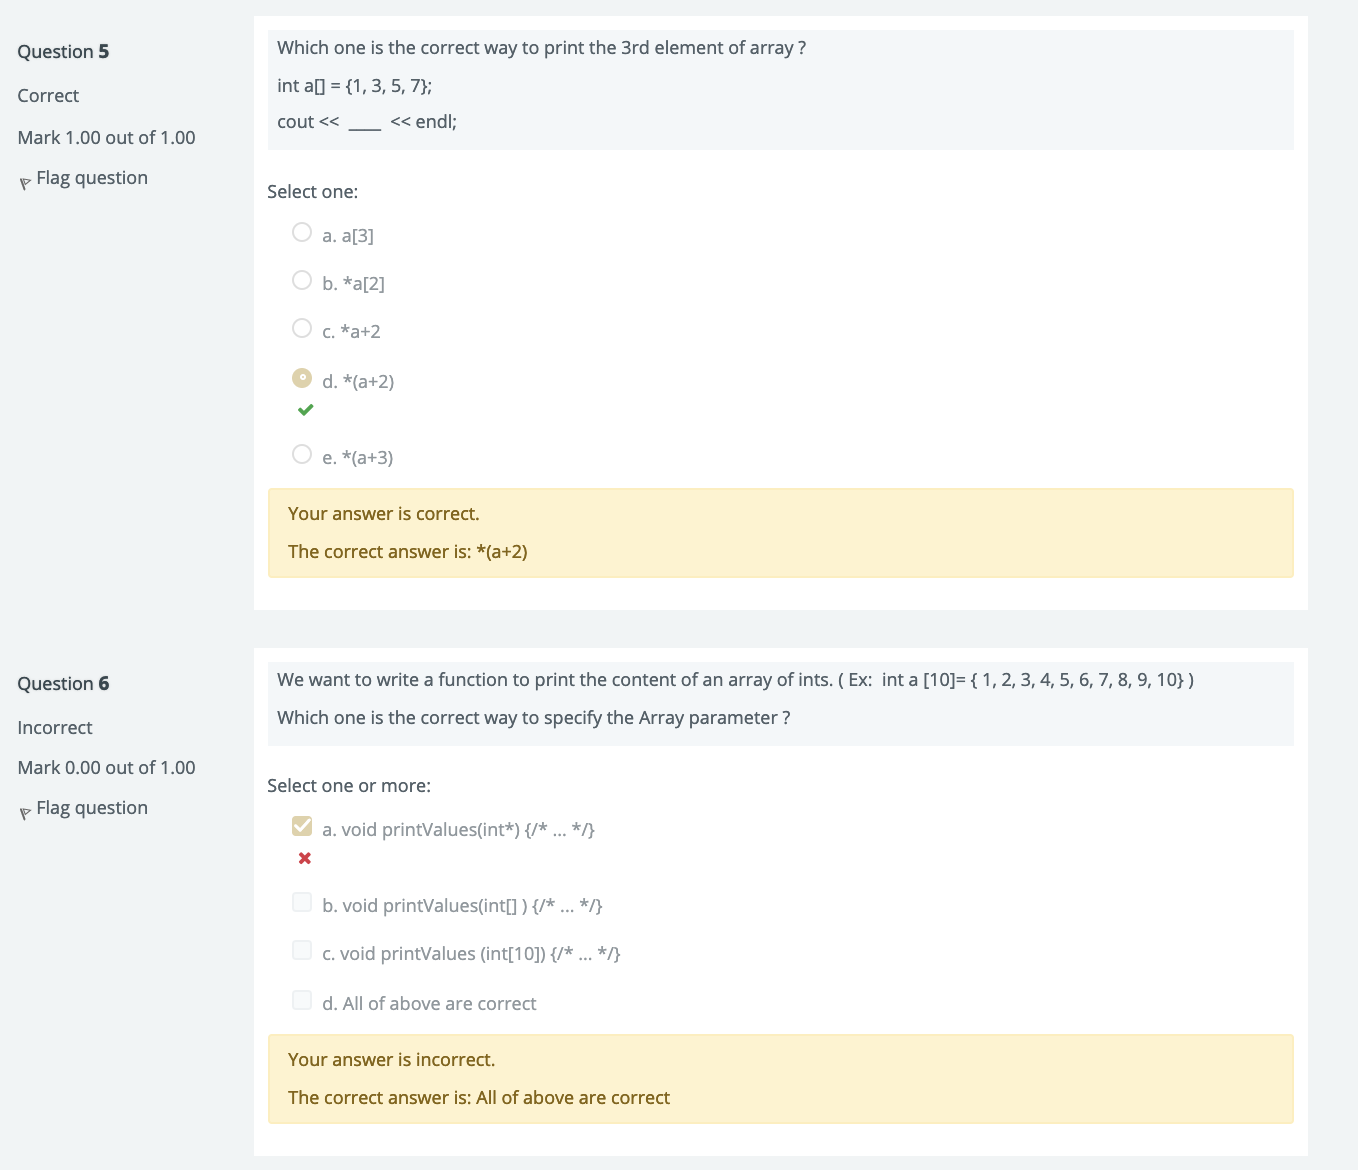 Question 5
Correct
Mark 1.00 out of 1.00
Flag question
Which one is the correct way to print the 3rd element of array ?
int a[] = {1, 3, 5, 7};
cout << ____ << endl;
Select one:
a. a[3]
b. *a[2]
c. *a+2
d. *(a+2)
e. *(a+3)
Your answer is correct.
The correct answer is: *(a+2)
Question 6
Incorrect
Mark 0.00 out of 1.00
Flag question
We want to write a function to print the content of an array of ints. ( Ex: int a [10]= { 1, 2, 3, 4, 5, 6, 7, 8, 9, 10} )
Which one is the correct way to specify the Array parameter ?
Select one or more:
a. void printValues(int*) {/* ... */}
b. void printValues(int[] ) {/* ... */}
c. void printValues (int[10]) {/* ... */}
d. All of above are correct
Your answer is incorrect.
The correct answer is: All of above are correct